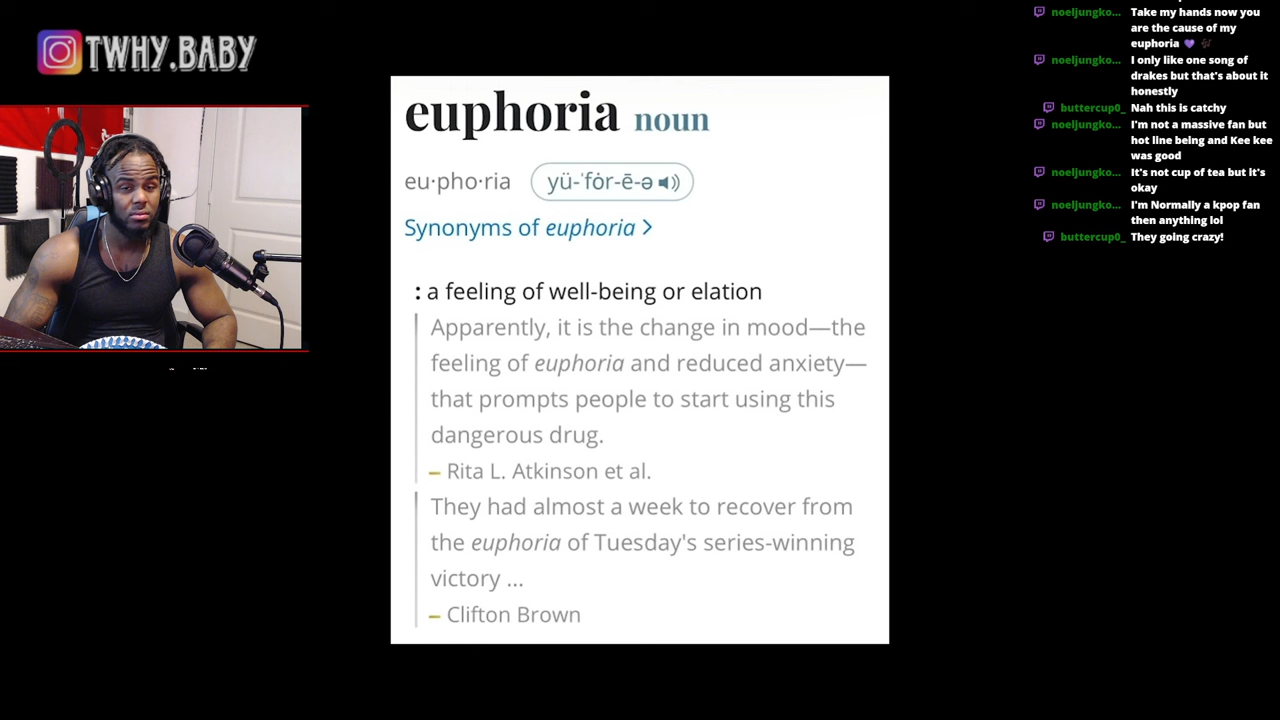 TWHY.BABY
euphoria noun
eu·pho·ria yü-ˈfȯr-ē-ə
Synonyms of euphoria
: a feeling of well-being or elation
Apparently, it is the change in mood—the
feeling of euphoria and reduced anxiety—
that prompts people to start using this
dangerous drug.
– Rita L. Atkinson et al.
They had almost a week to recover from
the euphoria of Tuesday's series-winning
victory ...
– Clifton Brown
noeljungko... Take my hands now you
are the cause of my
euphoria 💜 🎶
noeljungko... I only like one song of
drakes but that's about it
honestly
buttercup0_ Nah this is catchy
noeljungko... I'm not a massive fan but
hot line being and Kee kee
was good
noeljungko... It's not cup of tea but it's
okay
noeljungko... I'm Normally a kpop fan
then anything lol
buttercup0_ They going crazy!